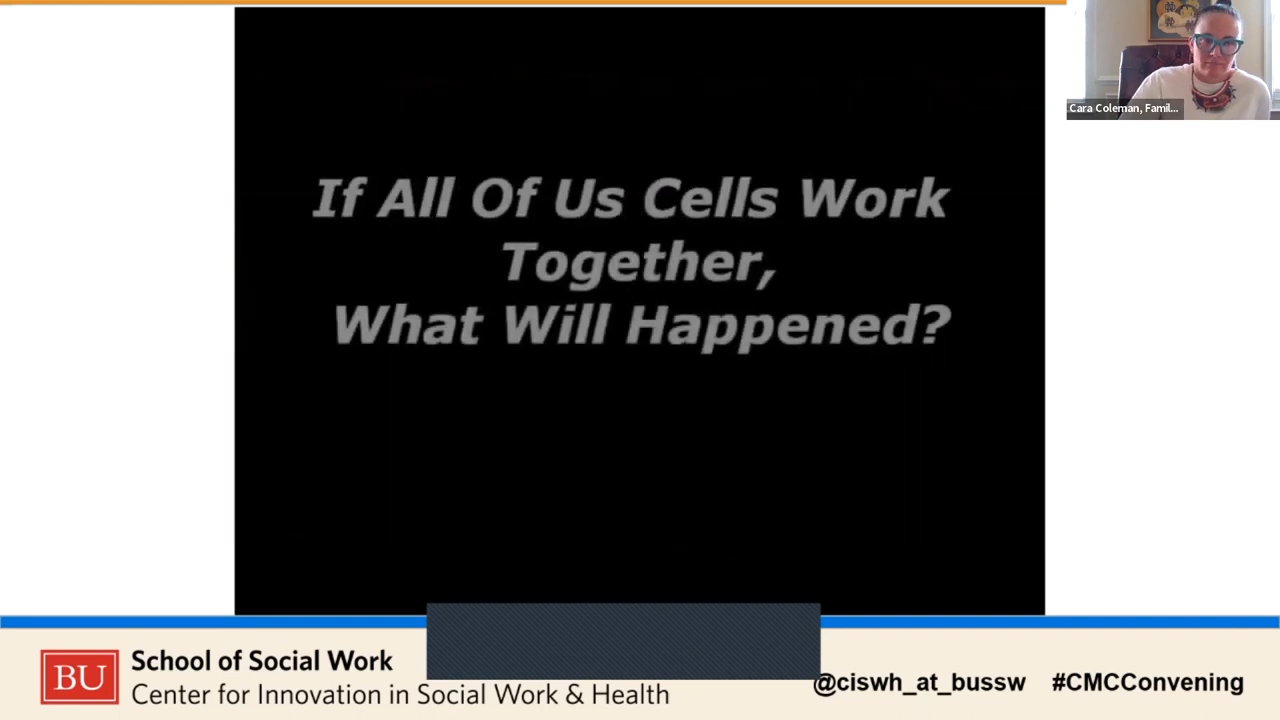 Cara Coleman, Famil...
If All Of Us Cells Work
Together,
What Will Happened?
BU
School of Social Work
Center for Innovation in Social Work & Health
@ciswh_at_bussw #CMCConvening